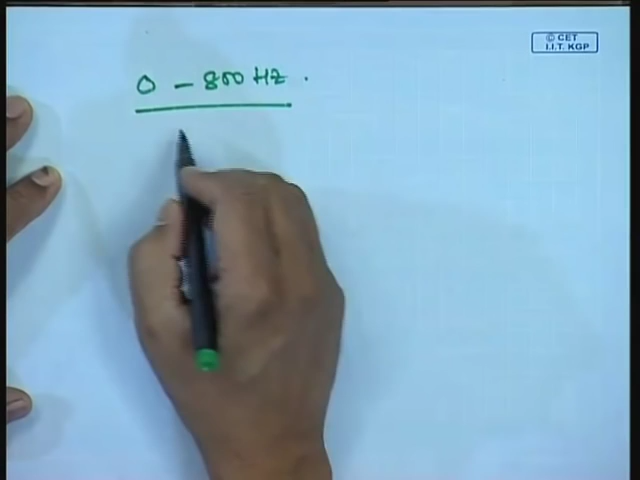 © CET
I.I.T. KGP
0 – 800 Hz .